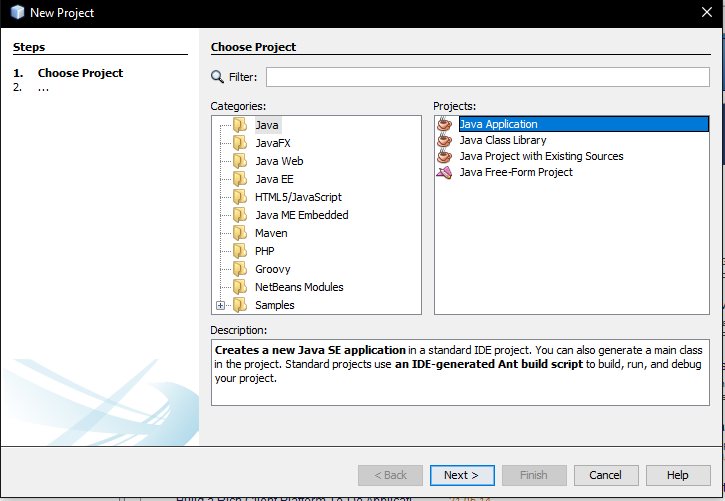 New Project
Steps
1. Choose Project
2. ...
Choose Project
Filter:
Categories:
Java
JavaFX
Java Web
Java EE
HTML5/JavaScript
Java ME Embedded
Maven
PHP
Groovy
NetBeans Modules
Samples
Projects:
Java Application
Java Class Library
Java Project with Existing Sources
Java Free-Form Project
Description:
Creates a new Java SE application in a standard IDE project. You can also generate a main class
in the project. Standard projects use an IDE-generated Ant build script to build, run, and debug
your project.
< Back
Next >
Finish
Cancel
Help